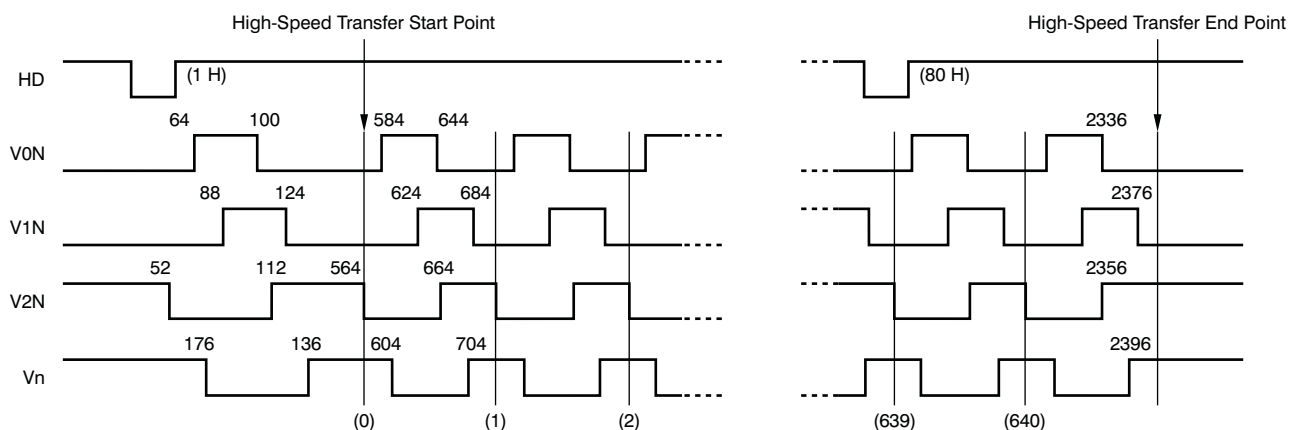 High-Speed Transfer Start Point High-Speed Transfer End Point
HD (1 H) (80 H)
64 100 584 644 2336
V0N
88 124 624 684 2376
V1N
52 112 564 664 2356
V2N
176 136 604 704 2396
Vn
(0) (1) (2) (639) (640)